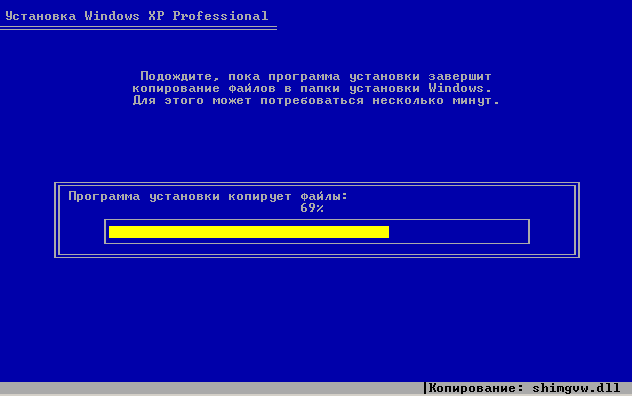 Установка Windows XP Professional
Подождите, пока программа установки завершит
копирование файлов в папки установки Windows.
Для этого может потребоваться несколько минут.
Программа установки копирует файлы:
69%
Копирование: shimgvw.dll